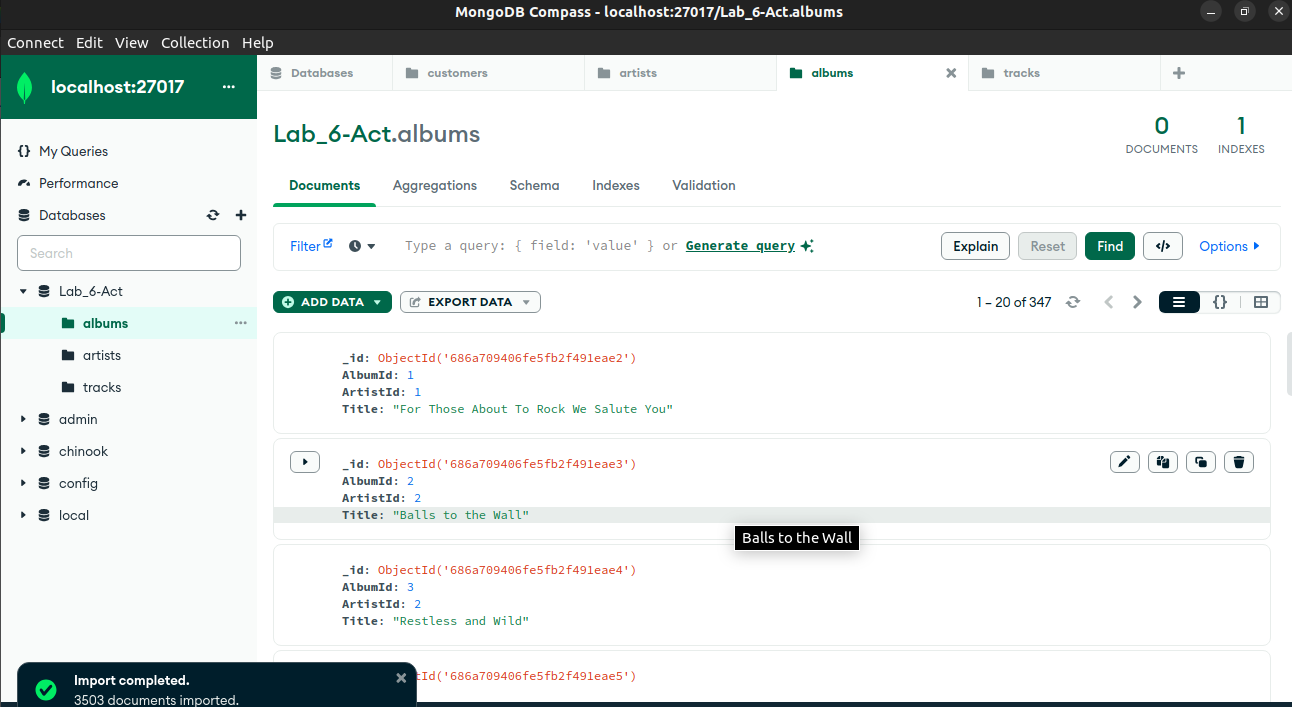 MongoDB Compass - localhost:27017/Lab_6-Act.albums
Connect Edit View Collection Help
localhost:27017
My Queries
Performance
Databases
Search
Lab_6-Act
albums
artists
tracks
admin
chinook
config
local
Databases customers artists albums tracks
Lab_6-Act.albums
0
DOCUMENTS
1
INDEXES
Documents Aggregations Schema Indexes Validation
Filter Type a query: { field: 'value' } or Generate query Explain Reset Find </> Options
ADD DATA EXPORT DATA 1 – 20 of 347 {}
_id: ObjectId('686a709406fe5fb2f491eae2')
AlbumId: 1
ArtistId: 1
Title: "For Those About To Rock We Salute You"
_id: ObjectId('686a709406fe5fb2f491eae3')
AlbumId: 2
ArtistId: 2
Title: "Balls to the Wall"
Balls to the Wall
_id: ObjectId('686a709406fe5fb2f491eae4')
AlbumId: 3
ArtistId: 2
Title: "Restless and Wild"
tId('686a709406fe5fb2f491eae5')
Import completed.
3503 documents imported.